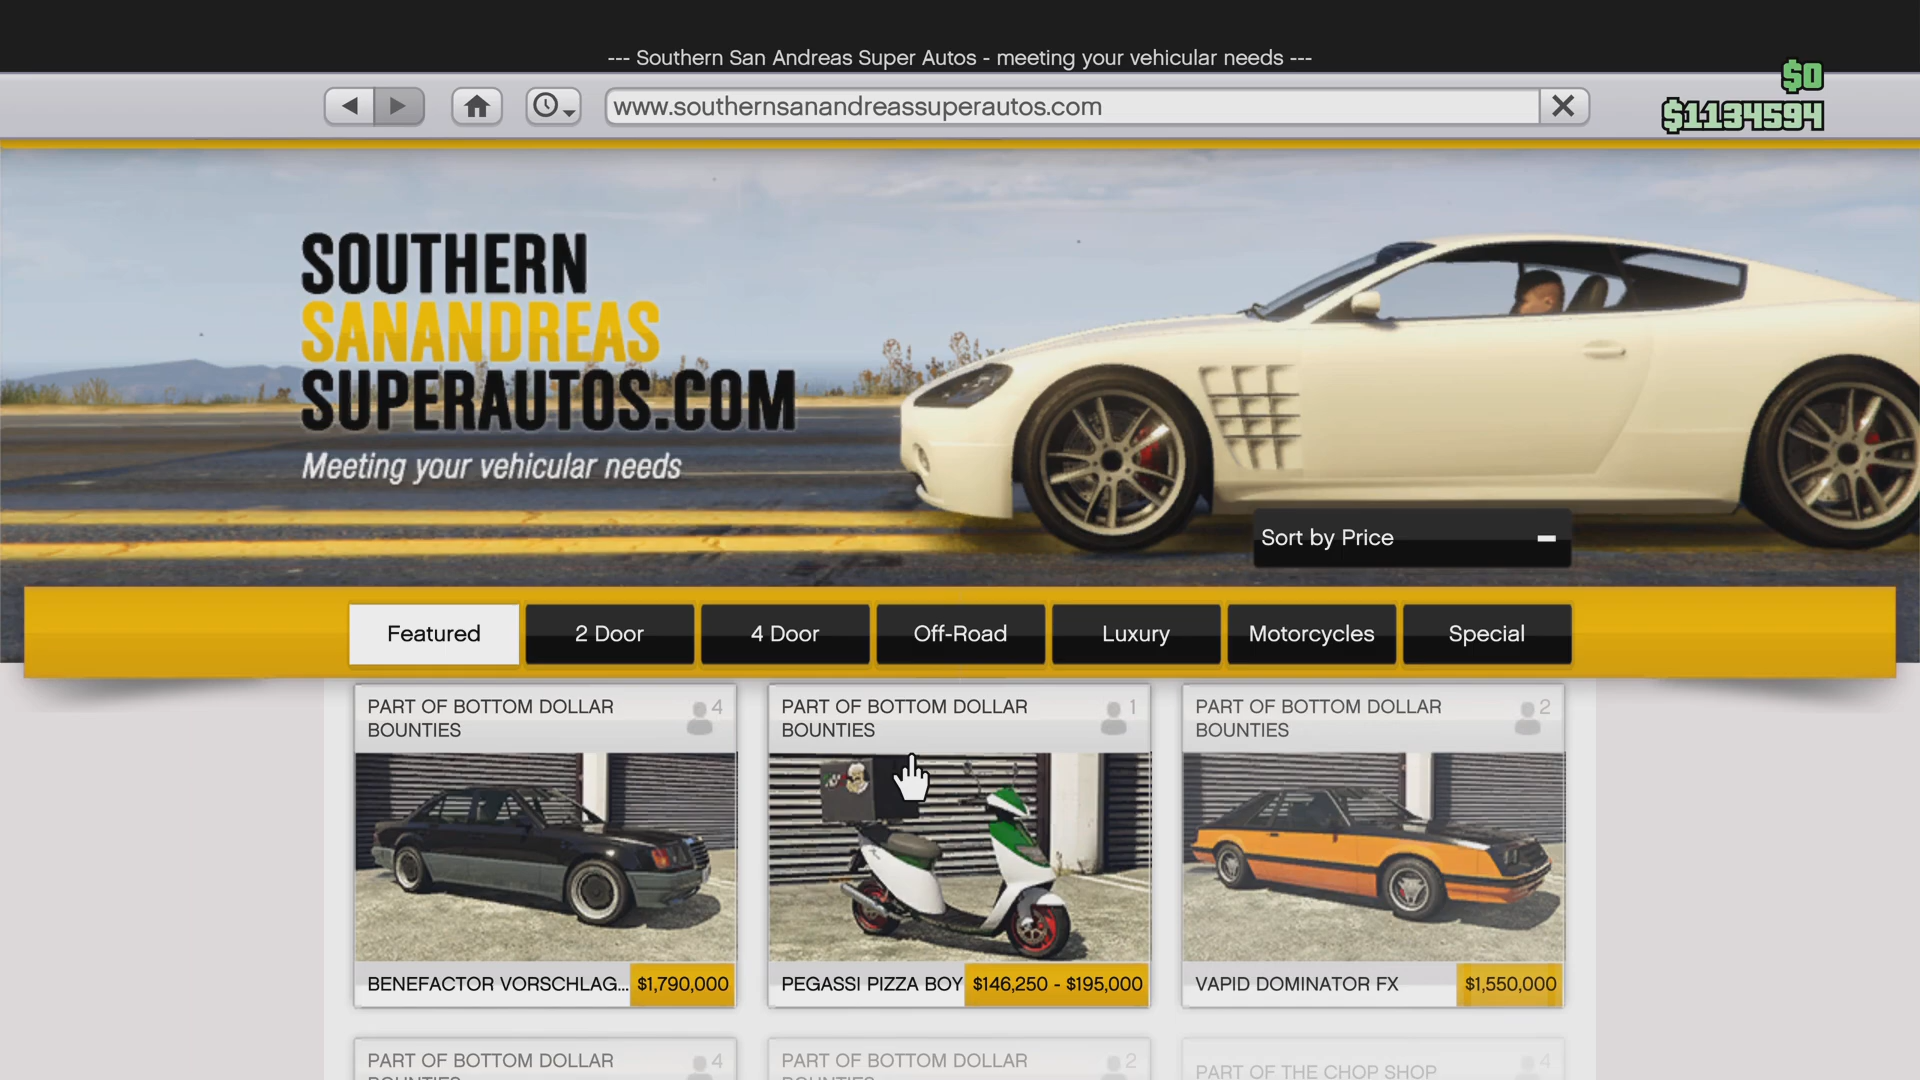 --- Southern San Andreas Super Autos - meeting your vehicular needs ---
$0
www.southernsanandreassuperautos.com
$1134594
SOUTHERN
SANANDREAS
SUPERAUTOS.COM
Meeting your vehicular needs
Sort by Price
Featured
2 Door
4 Door
Off-Road
Luxury
Motorcycles
Special
PART OF BOTTOM DOLLAR
BOUNTIES
4
PART OF BOTTOM DOLLAR
BOUNTIES
1
PART OF BOTTOM DOLLAR
BOUNTIES
2
BENEFACTOR VORSCHLAG...
$1,790,000
PEGASSI PIZZA BOY
$146,250 - $195,000
VAPID DOMINATOR FX
$1,550,000
PART OF BOTTOM DOLLAR
BOUNTIES
4
PART OF BOTTOM DOLLAR
BOUNTIES
2
PART OF THE CHOP SHOP
4